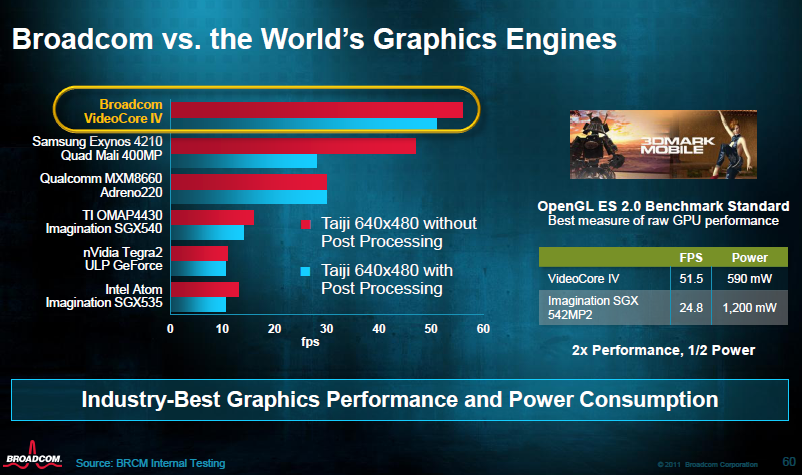 Broadcom vs. the World's Graphics Engines
Broadcom
VideoCore IV
Samsung Exynos 4210
Quad Mali 400MP
Qualcomm MXM8660
Adreno220
TI OMAP4430
Imagination SGX540
nVidia Tegra2
ULP GeForce
Intel Atom
Imagination SGX535
0 10 20 30 40 50 60
fps
Taiji 640x480 without
Post Processing
Taiji 640x480 with
Post Processing
3DMARK
MOBILE
OpenGL ES 2.0 Benchmark Standard
Best measure of raw GPU performance
FPS Power
VideoCore IV 51.5 590 mW
Imagination SGX
542MP2 24.8 1,200 mW
2x Performance, 1/2 Power
Industry-Best Graphics Performance and Power Consumption
BROADCOM.
Source: BRCM Internal Testing
© 2011 Broadcom Corporation
60